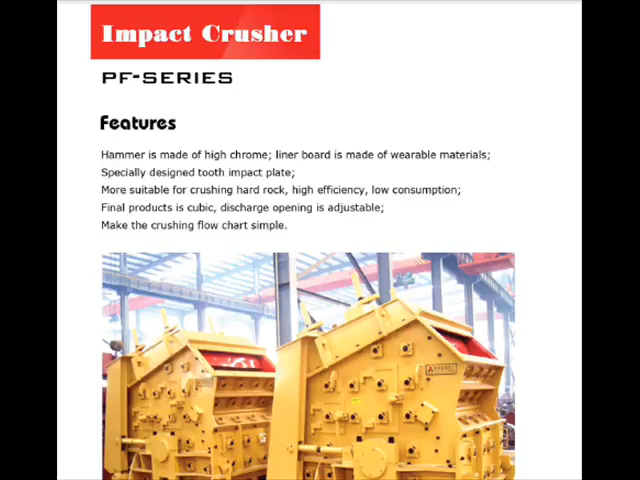 Impact Crusher
PF-SERIES
Features
Hammer is made of high chrome; liner board is made of wearable materials;
Specially designed tooth impact plate;
More suitable for crushing hard rock, high efficiency, low consumption;
Final products is cubic, discharge opening is adjustable;
Make the crushing flow chart simple.